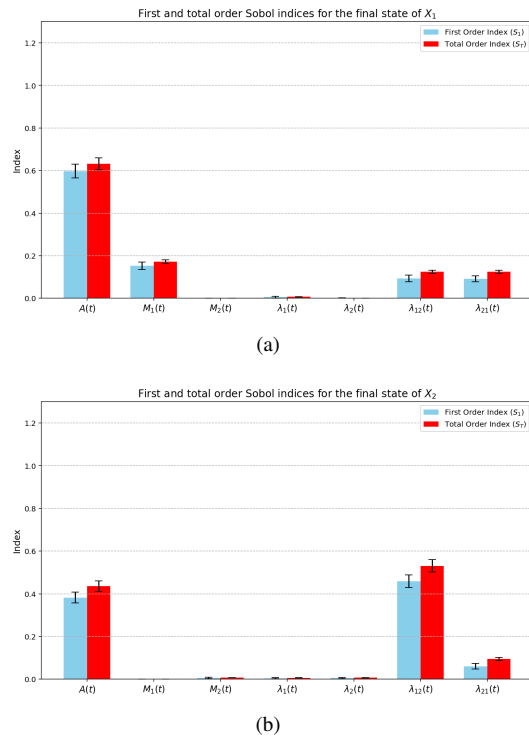 First and total order Sobol indices for the final state of X₁
First Order Index (S₁)
Total Order Index (S_T)
Index
1.2
1.0
0.8
0.6
0.4
0.2
0.0
A(t) M₁(t) M₂(t) λ₁(t) λ₂(t) λ₁₂(t) λ₂₁(t)
(a)
First and total order Sobol indices for the final state of X₂
First Order Index (S₁)
Total Order Index (S_T)
Index
1.2
1.0
0.8
0.6
0.4
0.2
0.0
A(t) M₁(t) M₂(t) λ₁(t) λ₂(t) λ₁₂(t) λ₂₁(t)
(b)